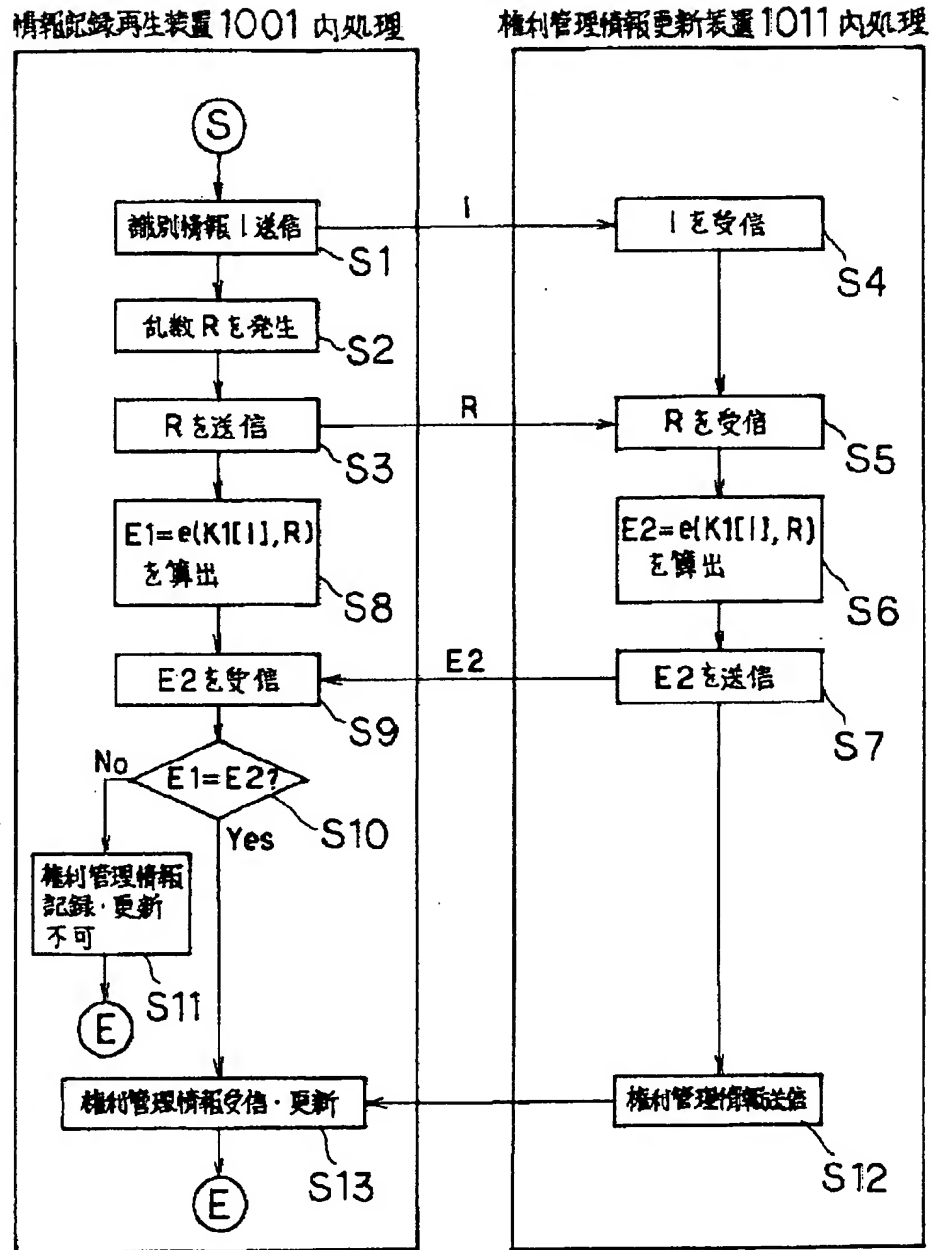 情報記録再生装置1001内処理
権利管理情報更新装置1011内処理
S
識別情報I送信
S1
I
Iを受信
S4
乱数Rを発生
S2
Rを送信
S3
R
Rを受信
S5
E1=e(K1[I],R)
を算出
S8
E2=e(K1[I],R)
を算出
S6
E2を受信
S9
E2
E2を送信
S7
No
E1=E2?
S10
Yes
権利管理情報
記録・更新
不可
S11
E
権利管理情報受信・更新
S13
権利管理情報送信
S12
E